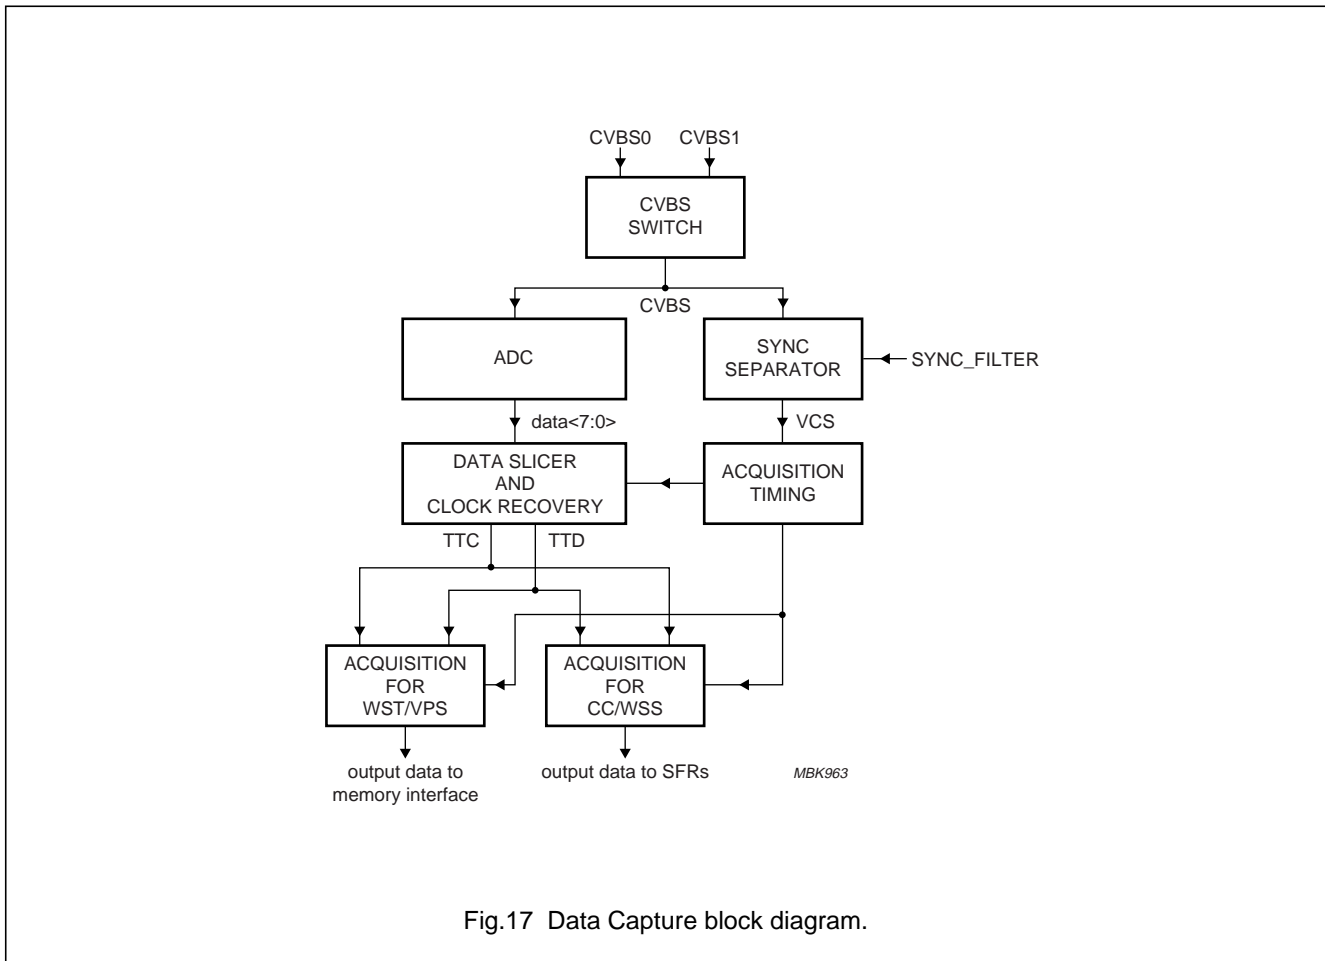 CVBS0 CVBS1
CVBS
SWITCH
CVBS
ADC
SYNC
SEPARATOR
SYNC_FILTER
data<7:0>
VCS
DATA SLICER
AND
CLOCK RECOVERY
ACQUISITION
TIMING
TTC TTD
ACQUISITION
FOR
WST/VPS
ACQUISITION
FOR
CC/WSS
output data to
memory interface
output data to SFRs
MBK963
Fig.17 Data Capture block diagram.